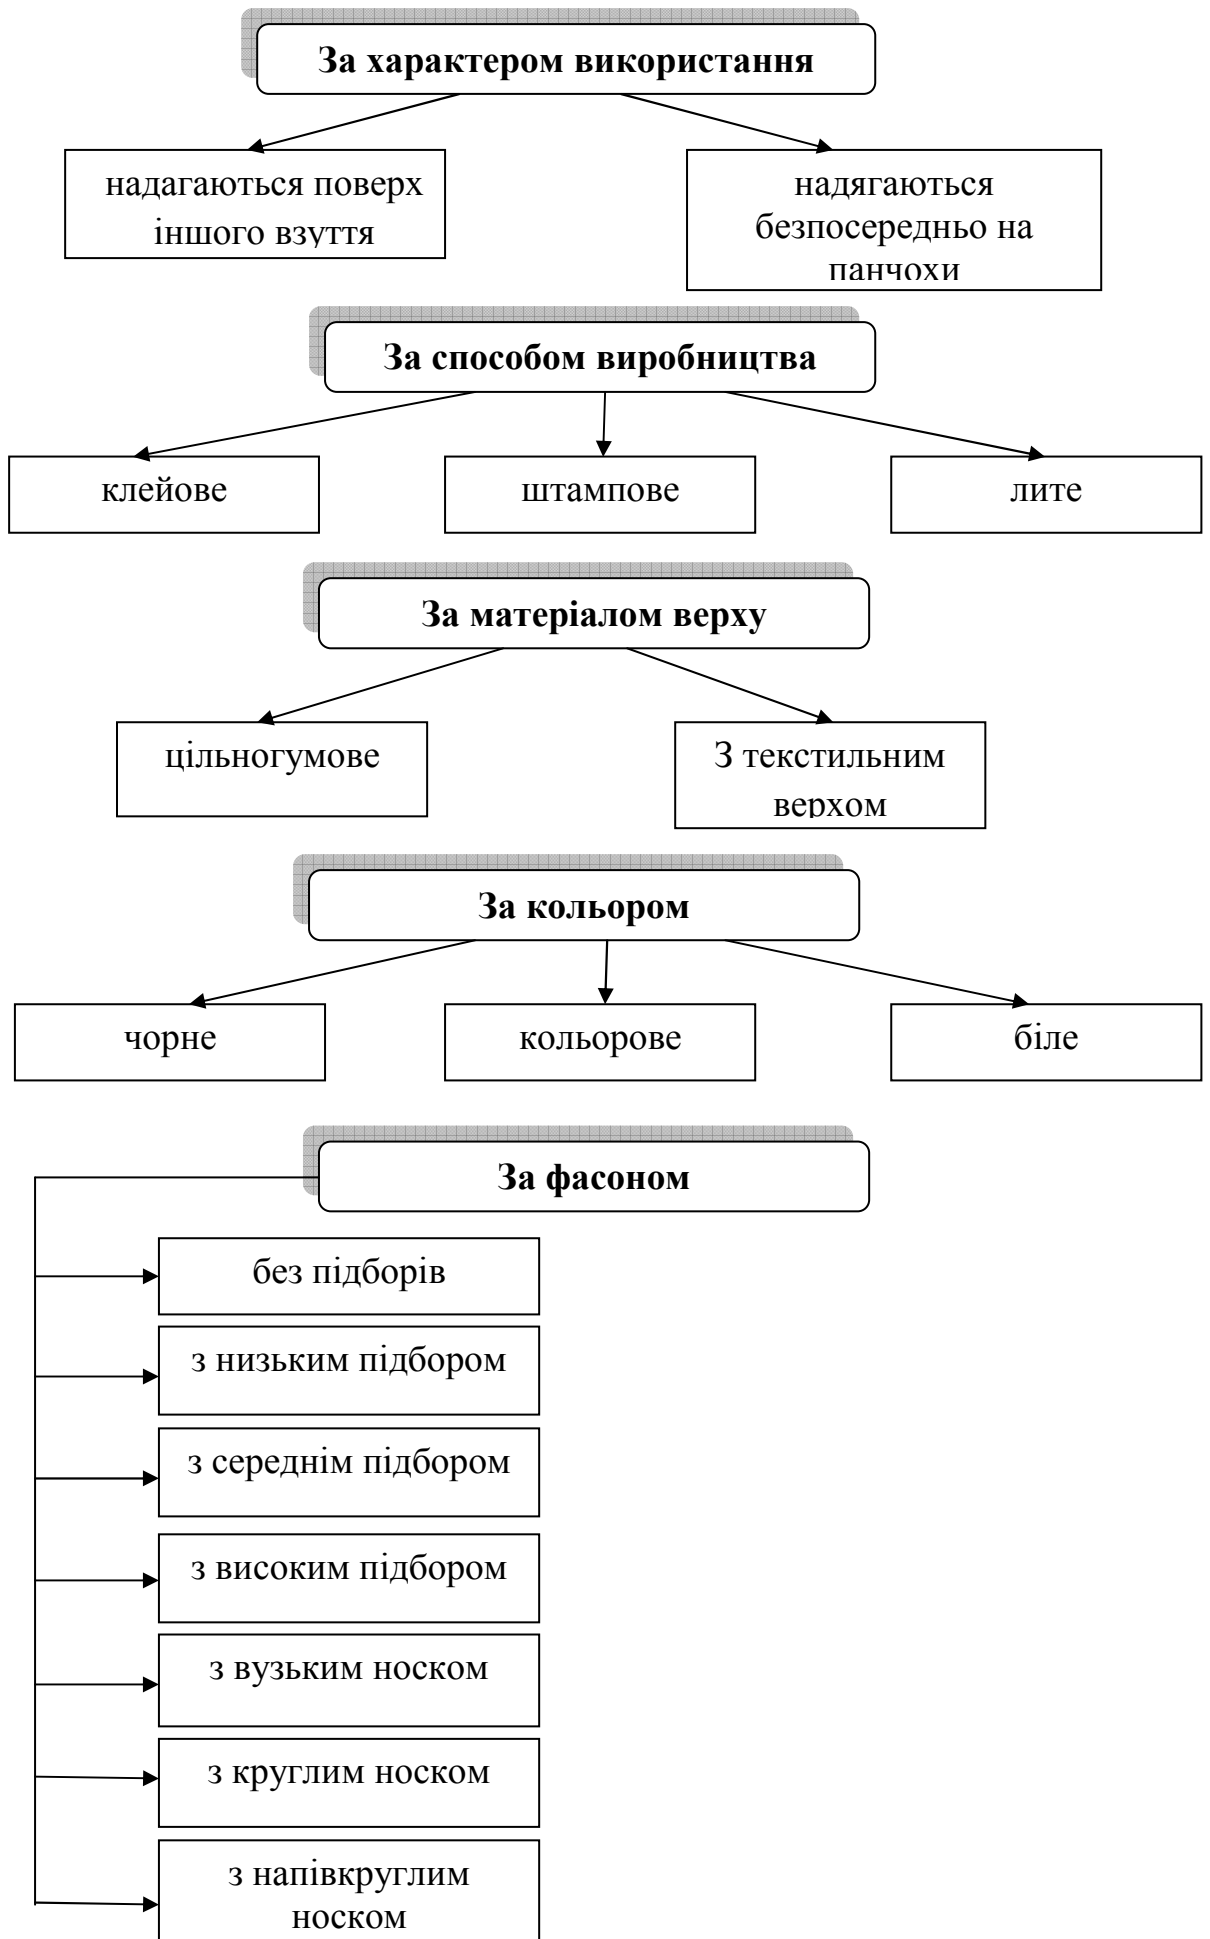 За характером використання
надагаються поверх
іншого взуття
надягаються
безпосередньо на
панчохи
За способом виробництва
клейове
штампове
лите
За матеріалом верху
цільногумове
З текстильним
верхом
За кольором
чорне
кольорове
біле
За фасоном
без підборів
з низьким підбором
з середнім підбором
з високим підбором
з вузьким носком
з круглим носком
з напівкруглим
носком